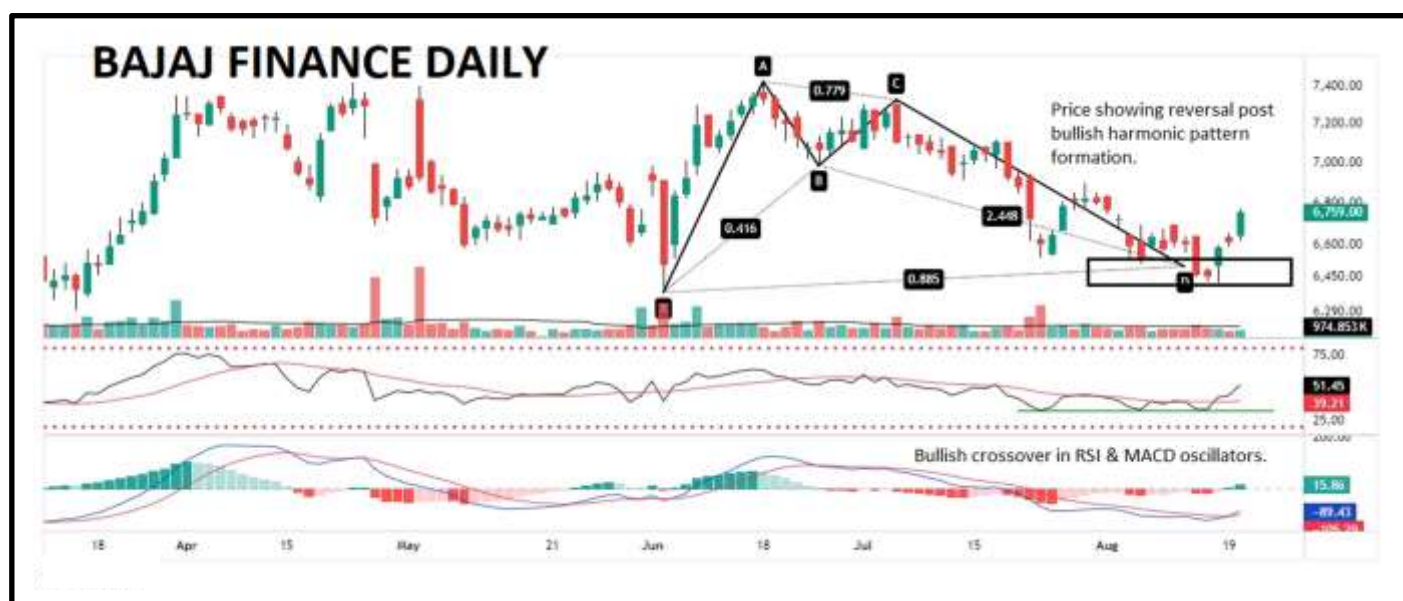 BAJAJ FINANCE DAILY
A
0.779
C
7,400.00
Price showing reversal post
bullish harmonic pattern
formation.
7,200.00
7,000.00
B
6,800.00
6,759.00
2.448
0.416
6,600.00
0.885
6,450.00
6,290.00
974.853K
75.00
51.45
39.21
25.00
200.00
Bullish crossover in RSI & MACD oscillators.
15.86
-89.43
18 Apr 15 May 21 Jun 18 Jul 15 Aug 19